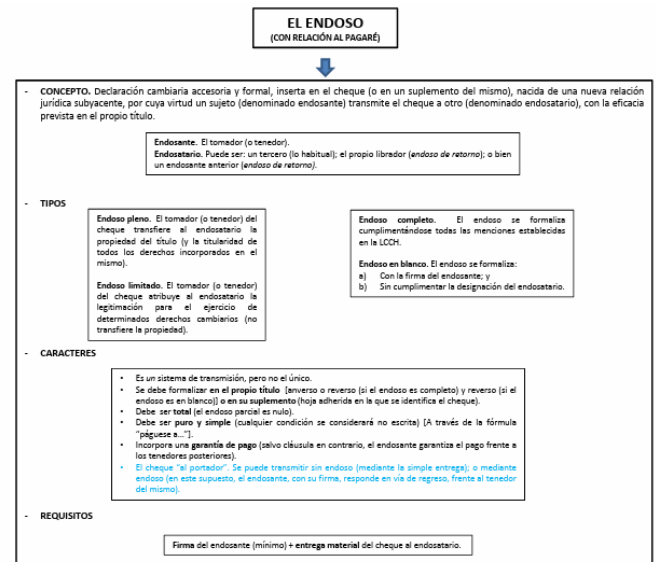 EL ENDOSO
(CON RELACIÓN AL PAGARÉ)
- CONCEPTO. Declaración cambiaria accesoria y formal, inserta en el cheque (o en un suplemento del mismo), nacida de una nueva relación
jurídica subyacente, por cuya virtud un sujeto (denominado endosante) transmite el cheque a otro (denominado endosatario), con la eficacia
prevista en el propio título.
Endosante. El tomador (o tenedor).
Endosatario. Puede ser: un tercero (lo habitual); el propio librador (endoso de retorno); o bien
un endosante anterior (endoso de retorno).
- TIPOS
Endoso pleno. El tomador (o tenedor) del
cheque transfiere al endosatario la
propiedad del título (y la titularidad de
todos los derechos incorporados en el
mismo).
Endoso limitado. El tomador (o tenedor)
del cheque atribuye al endosatario la
legitimación para el ejercicio de
determinados derechos cambiarios (no
transfiere la propiedad).
Endoso completo. El endoso se formaliza
cumplimentándose todas las menciones establecidas
en la LCCH.
Endoso en blanco. El endoso se formaliza:
a) Con la firma del endosante; y
b) Sin cumplimentar la designación del endosatario.
- CARACTERES
• Es un sistema de transmisión, pero no el único.
• Se debe formalizar en el propio título [anverso o reverso (si el endoso es completo) y reverso (si el
endoso es en blanco)] o en su suplemento (hoja adherida en la que se identifica el cheque).
• Debe ser total (el endoso parcial es nulo).
• Debe ser puro y simple (cualquier condición se considerará no escrita) [A través de la fórmula
"páguese a..."].
• Incorpora una garantía de pago (salvo cláusula en contrario, el endosante garantiza el pago frente a
los tenedores posteriores).
• El cheque "al portador". Se puede transmitir sin endoso (mediante la simple entrega); o mediante
endoso (en este supuesto, el endosante, con su firma, responde en vía de regreso, frente al tenedor
del mismo).
- REQUISITOS
Firma del endosante (mínimo) + entrega material del cheque al endosatario.